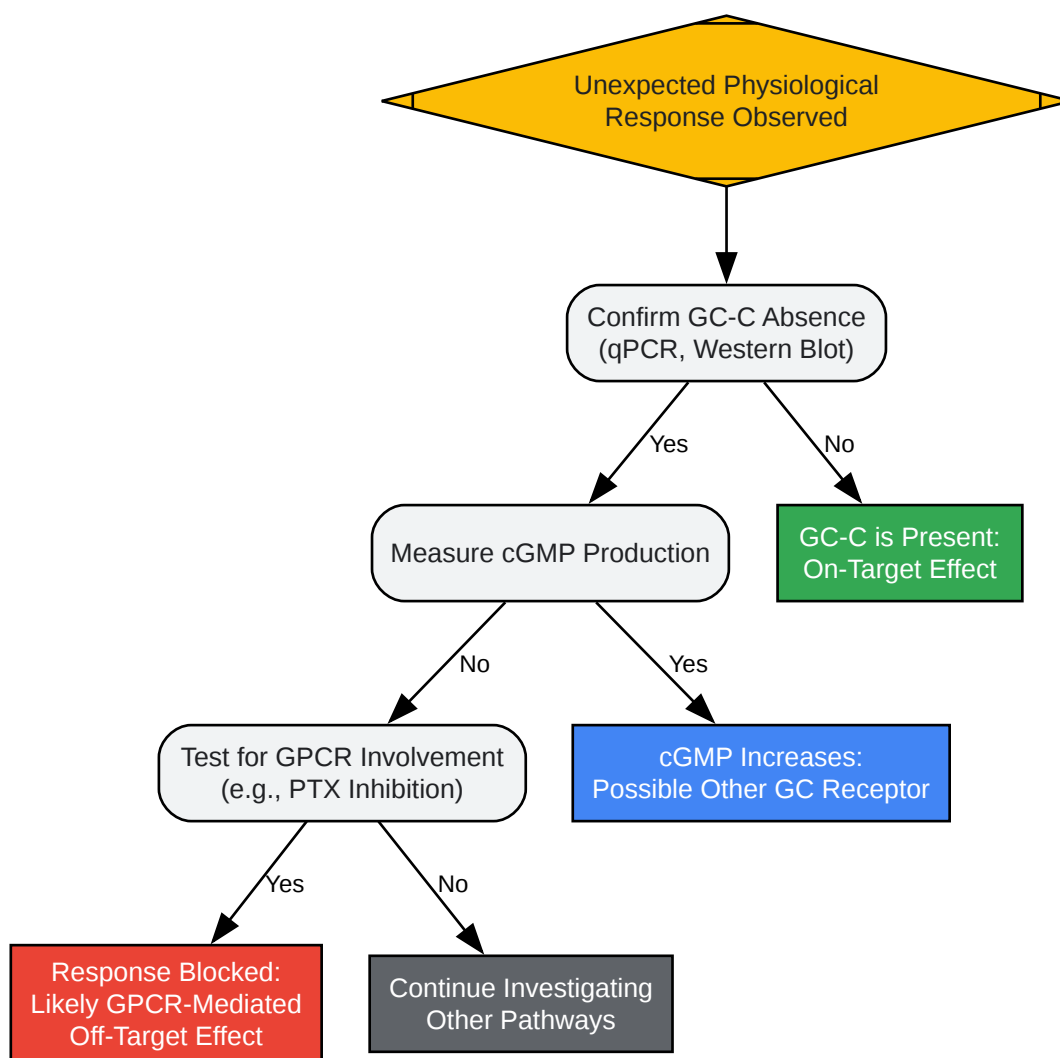 Unexpected Physiological
Response Observed
Confirm GC-C Absence
(qPCR, Western Blot)
Yes
No
Measure cGMP Production
GC-C is Present:
On-Target Effect
No
Yes
Test for GPCR Involvement
(e.g., PTX Inhibition)
cGMP Increases:
Possible Other GC Receptor
Yes
No
Response Blocked:
Likely GPCR-Mediated
Off-Target Effect
Continue Investigating
Other Pathways